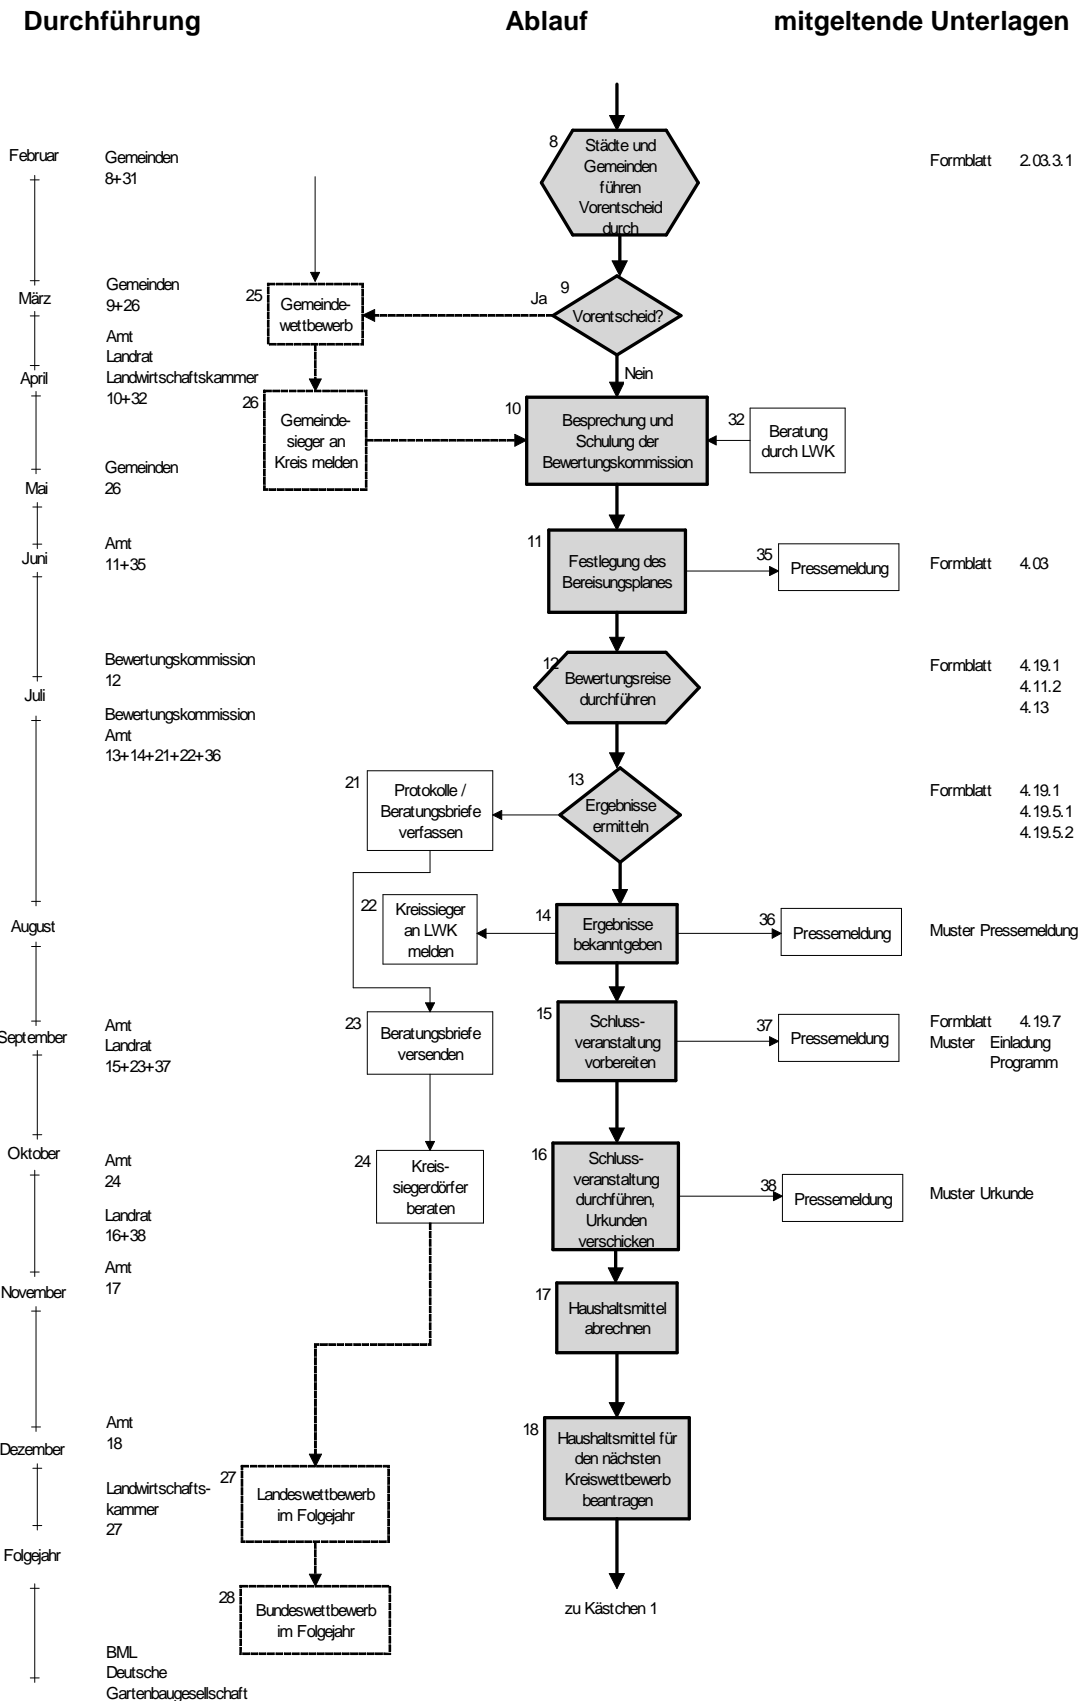 Durchführung
Ablauf
mitgeltende Unterlagen
Februar
Gemeinden
8+31
8
Städte und
Gemeinden
führen
Vorentscheid
durch
Formblatt 2.03.3.1
März
Gemeinden
9+26
25
Gemeinde-
wettbewerb
Ja
9
Vorentscheid?
Nein
Amt
Landrat
Landwirtschaftskammer
10+32
April
26
Gemeinde-
sieger an
Kreis melden
10
Besprechung und
Schulung der
Bewertungskommission
32
Beratung
durch LWK
Gemeinden
26
Mai
Juni
Amt
11+35
11
Festlegung des
Bereisungsplanes
35
Pressemeldung
Formblatt 4.03
Bewertungskommission
12
Juli
12
Bewertungsreise
durchführen
Formblatt 4.19.1
4.11.2
4.13
Bewertungskommission
Amt
13+14+21+22+36
21
Protokolle /
Beratungsbriefe
verfassen
13
Ergebnisse
ermitteln
Formblatt 4.19.1
4.19.5.1
4.19.5.2
August
22
Kreissieger
an LWK
melden
14
Ergebnisse
bekanntgeben
36
Pressemeldung
Muster Pressemeldung
September
Amt
Landrat
15+23+37
23
Beratungsbriefe
versenden
15
Schluss-
veranstaltung
vorbereiten
37
Pressemeldung
Formblatt 4.19.7
Muster Einladung
Programm
Oktober
Amt
24
24
Kreis-
siegerdörfer
beraten
16
Schluss-
veranstaltung
durchführen,
Urkunden
verschicken
38
Pressemeldung
Muster Urkunde
Landrat
16+38
Amt
17
November
17
Haushaltsmittel
abrechnen
Amt
18
Dezember
18
Haushaltsmittel für
den nächsten
Kreiswettbewerb
beantragen
Landwirtschafts-
kammer
27
27
Landeswettbewerb
im Folgejahr
Folgejahr
28
Bundeswettbewerb
im Folgejahr
zu Kästchen 1
BML
Deutsche
Gartenbaugesellschaft